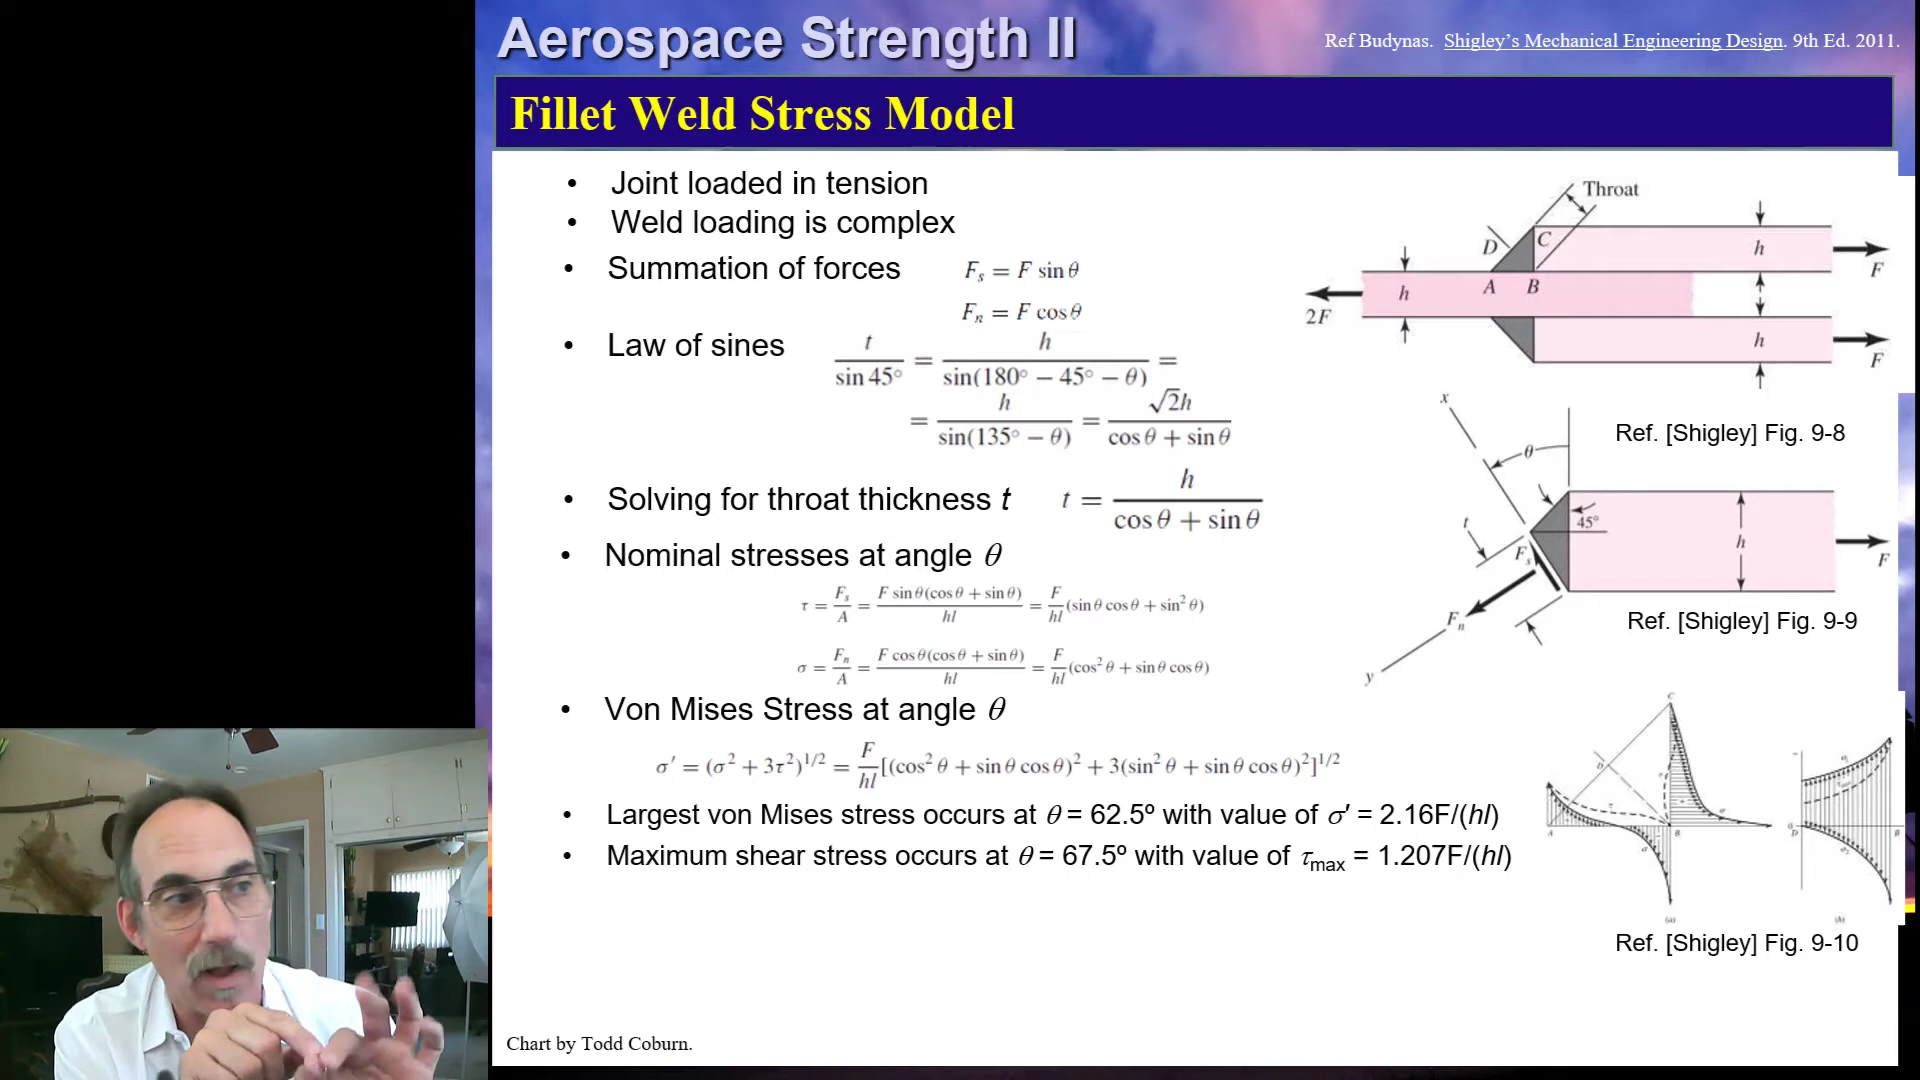 Aerospace Strength II
Ref Budynas. Shigley's Mechanical Engineering Design. 9th Ed. 2011.
Fillet Weld Stress Model
• Joint loaded in tension
• Weld loading is complex
• Summation of forces F_s = F sin θ
F_n = F cos θ
• Law of sines t / sin 45° = h / sin(180° − 45° − θ) =
= h / sin(135° − θ) = √2h / cos θ + sin θ
• Solving for throat thickness t t = h / cos θ + sin θ
• Nominal stresses at angle θ
τ = F_s / A = F sin θ(cos θ + sin θ) / hl = F / hl (sin θ cos θ + sin² θ)
σ = F_n / A = F cos θ(cos θ + sin θ) / hl = F / hl (cos² θ + sin θ cos θ)
• Von Mises Stress at angle θ
σ′ = (σ² + 3τ²)^1/2 = F / hl [(cos² θ + sin θ cos θ)² + 3(sin² θ + sin θ cos θ)²]^1/2
• Largest von Mises stress occurs at θ = 62.5º with value of σ′ = 2.16F/(hl)
• Maximum shear stress occurs at θ = 67.5º with value of τ_max = 1.207F/(hl)
Throat
D C h F
h A B
2F
h F
Ref. [Shigley] Fig. 9-8
x
θ
t 45°
F_s h F
F_n
y
Ref. [Shigley] Fig. 9-9
C
D
A B D B
(a) (b)
Ref. [Shigley] Fig. 9-10
Chart by Todd Coburn.